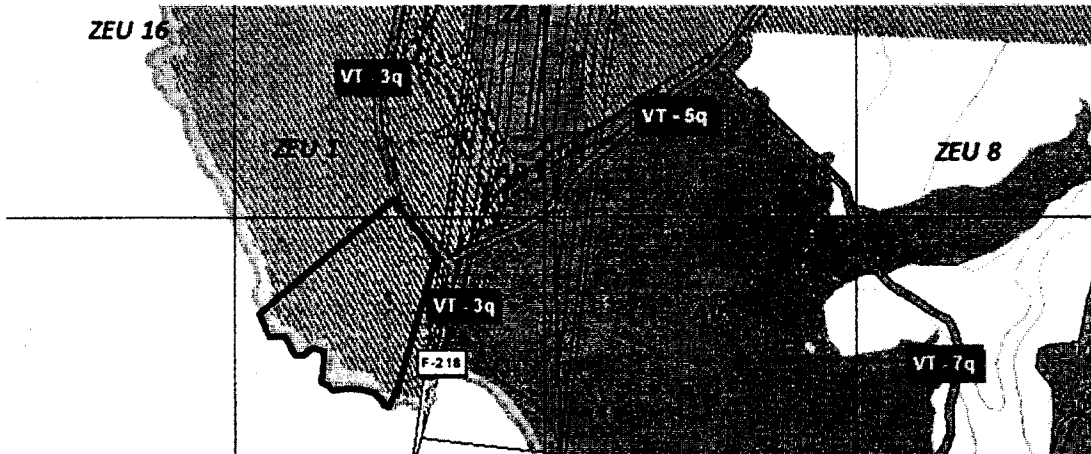 ZEU 16
VT - 3q
VT - 5q
ZEU 1
ZEU 8
VT - 3q
F-218
VT - 7q